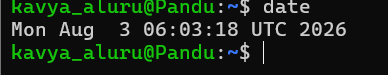 kavya_aluru@Pandu:~$ date
Mon Aug  3 06:03:18 UTC 2026
kavya_aluru@Pandu:~$